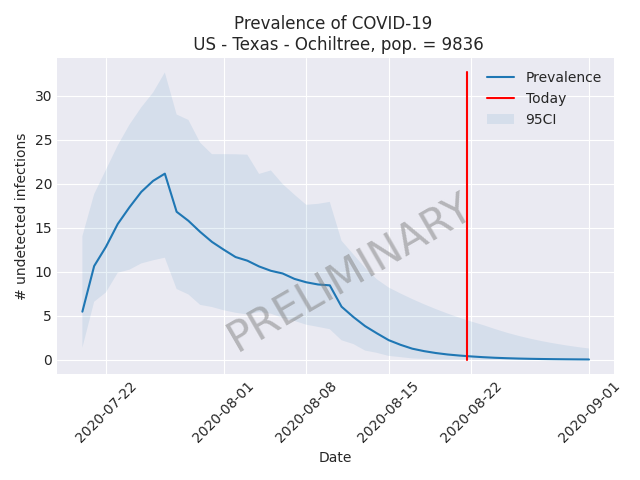 Prevalence of COVID-19
US - Texas - Ochiltree, pop. = 9836
Prevalence
Today
95CI
# undetected infections
30
25
20
15
10
5
0
PRELIMINARY
2020-07-22
2020-08-01
2020-08-08
2020-08-15
2020-08-22
2020-09-01
Date